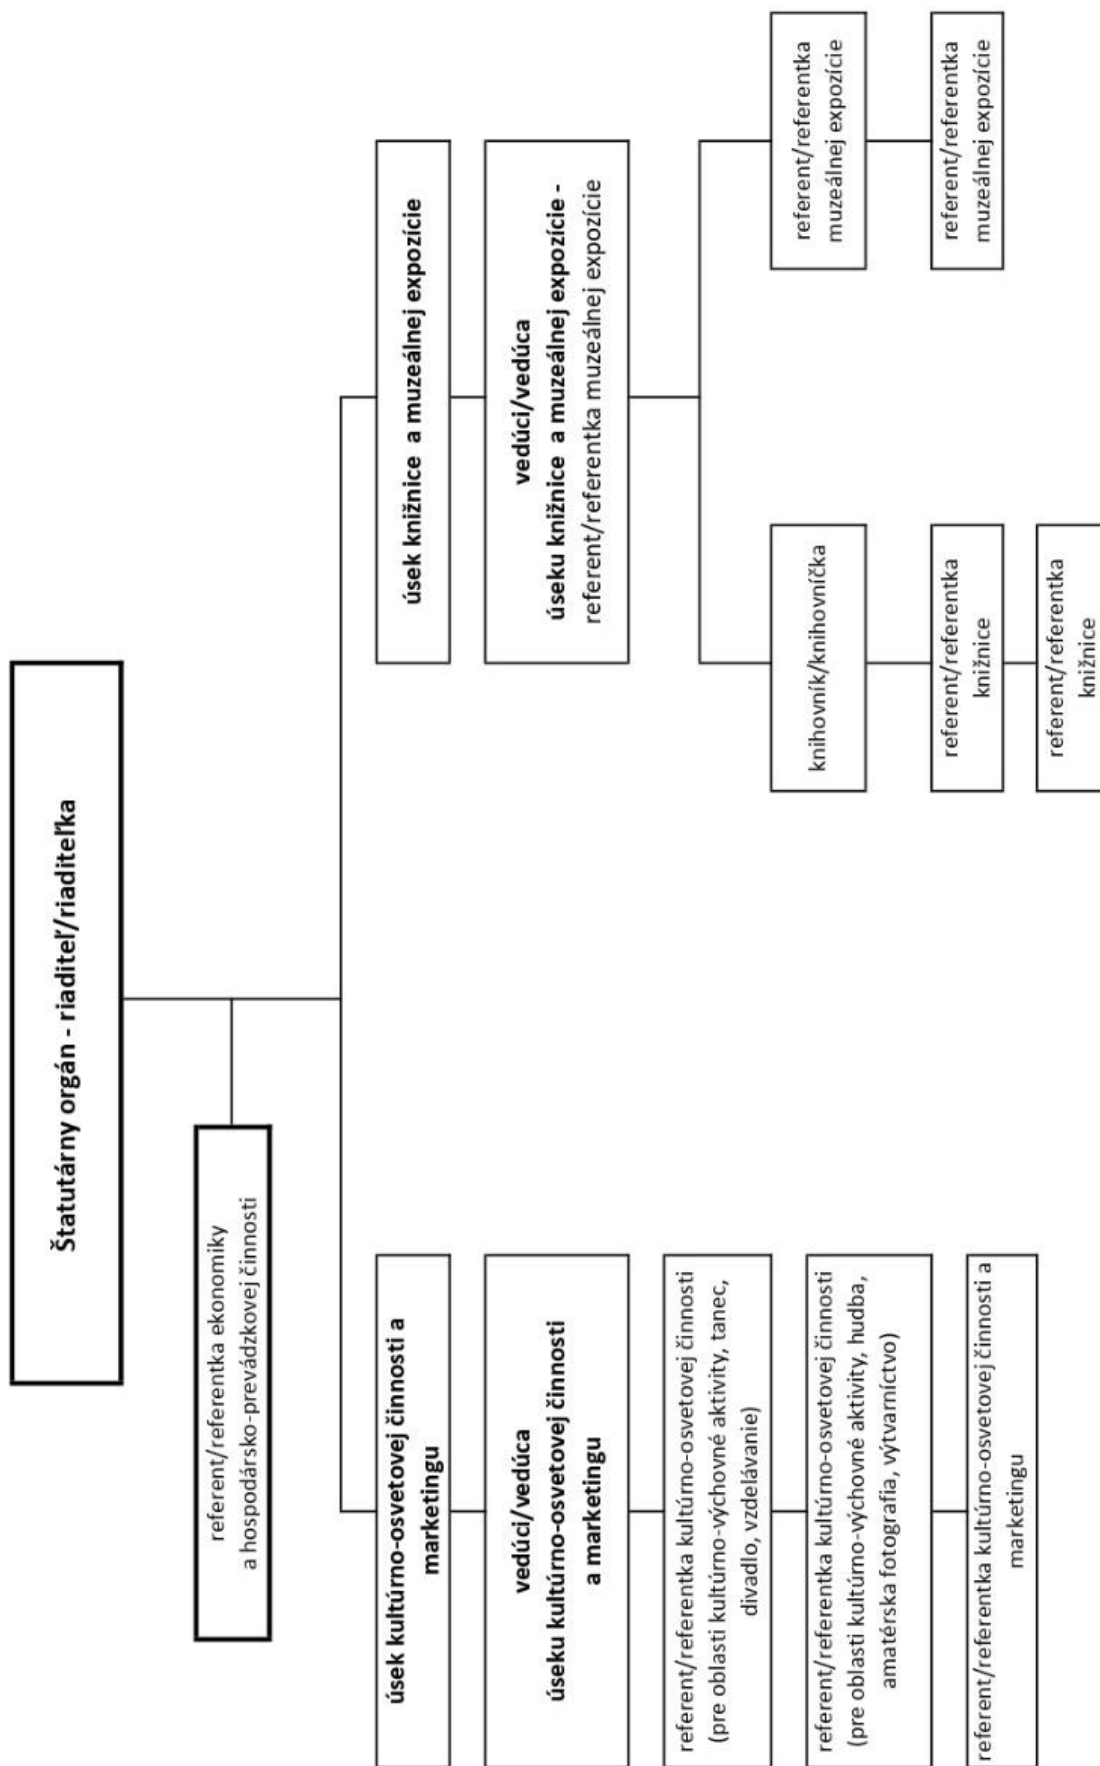 Štatutárny orgán - riaditeľ/riaditeľka
referent/referentka ekonomiky
a hospodársko-prevádzkovej činnosti
úsek kultúrno-osvetovej činnosti a
marketingu
vedúci/vedúca
úseku kultúrno-osvetovej činnosti
a marketingu
referent/referentka kultúrno-osvetovej činnosti
(pre oblasti kultúrno-výchovné aktivity, tanec,
divadlo, vzdelávanie)
referent/referentka kultúrno-osvetovej činnosti
(pre oblasti kultúrno-výchovné aktivity, hudba,
amatérska fotografia, výtvarníctvo)
referent/referentka kultúrno-osvetovej činnosti a
marketingu
úsek knižnice a muzeálnej expozície
vedúci/vedúca
úseku knižnice a muzeálnej expozície -
referent/referentka muzeálnej expozície
knihovník/knihovníčka
referent/referentka
knižnice
referent/referentka
knižnice
referent/referentka
muzeálnej expozície
referent/referentka
muzeálnej expozície